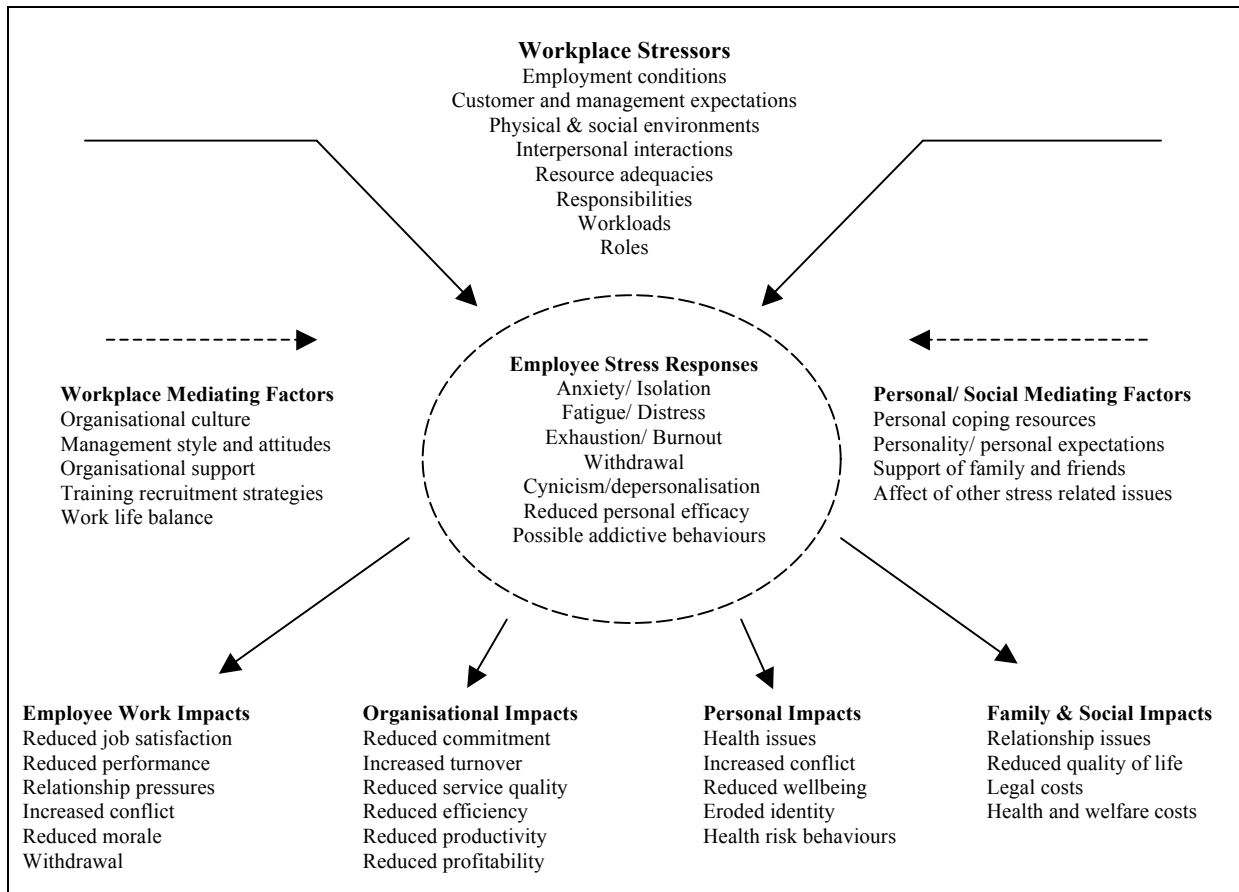 Workplace Stressors
Employment conditions
Customer and management expectations
Physical & social environments
Interpersonal interactions
Resource adequacies
Responsibilities
Workloads
Roles
Workplace Mediating Factors
Organisational culture
Management style and attitudes
Organisational support
Training recruitment strategies
Work life balance
Employee Stress Responses
Anxiety/ Isolation
Fatigue/ Distress
Exhaustion/ Burnout
Withdrawal
Cynicism/depersonalisation
Reduced personal efficacy
Possible addictive behaviours
Personal/ Social Mediating Factors
Personal coping resources
Personality/ personal expectations
Support of family and friends
Affect of other stress related issues
Employee Work Impacts
Reduced job satisfaction
Reduced performance
Relationship pressures
Increased conflict
Reduced morale
Withdrawal
Organisational Impacts
Reduced commitment
Increased turnover
Reduced service quality
Reduced efficiency
Reduced productivity
Reduced profitability
Personal Impacts
Health issues
Increased conflict
Reduced wellbeing
Eroded identity
Health risk behaviours
Family & Social Impacts
Relationship issues
Reduced quality of life
Legal costs
Health and welfare costs